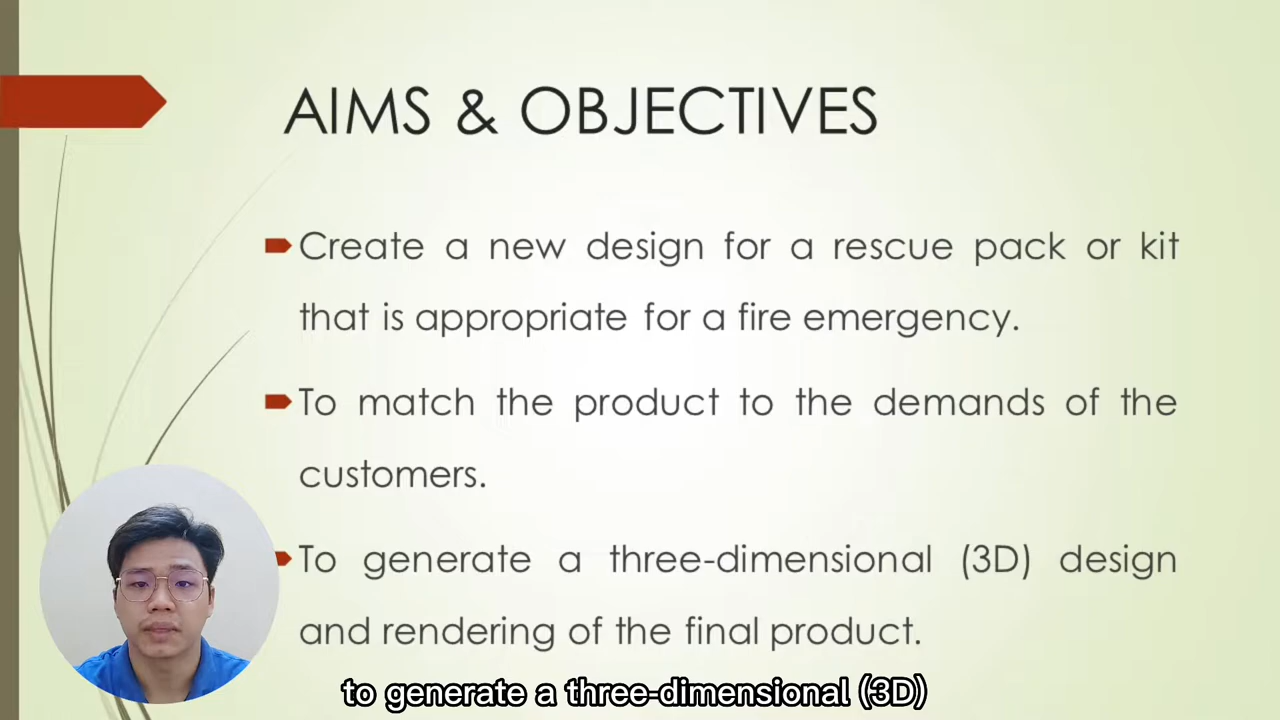 AIMS & OBJECTIVES
Create a new design for a rescue pack or kit
that is appropriate for a fire emergency.
To match the product to the demands of the
customers.
To generate a three-dimensional (3D) design
and rendering of the final product.
to generate a three-dimensional (3D)